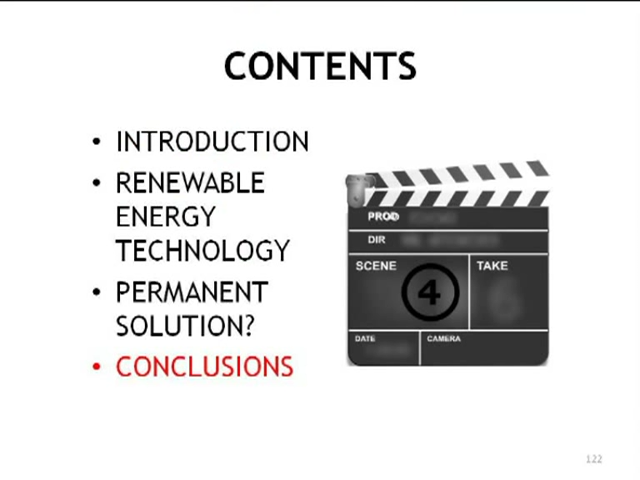 CONTENTS
• INTRODUCTION
• RENEWABLE
ENERGY
TECHNOLOGY
• PERMANENT
SOLUTION?
• CONCLUSIONS
PROD
DIR
SCENE
4
TAKE
DATE
CAMERA
122